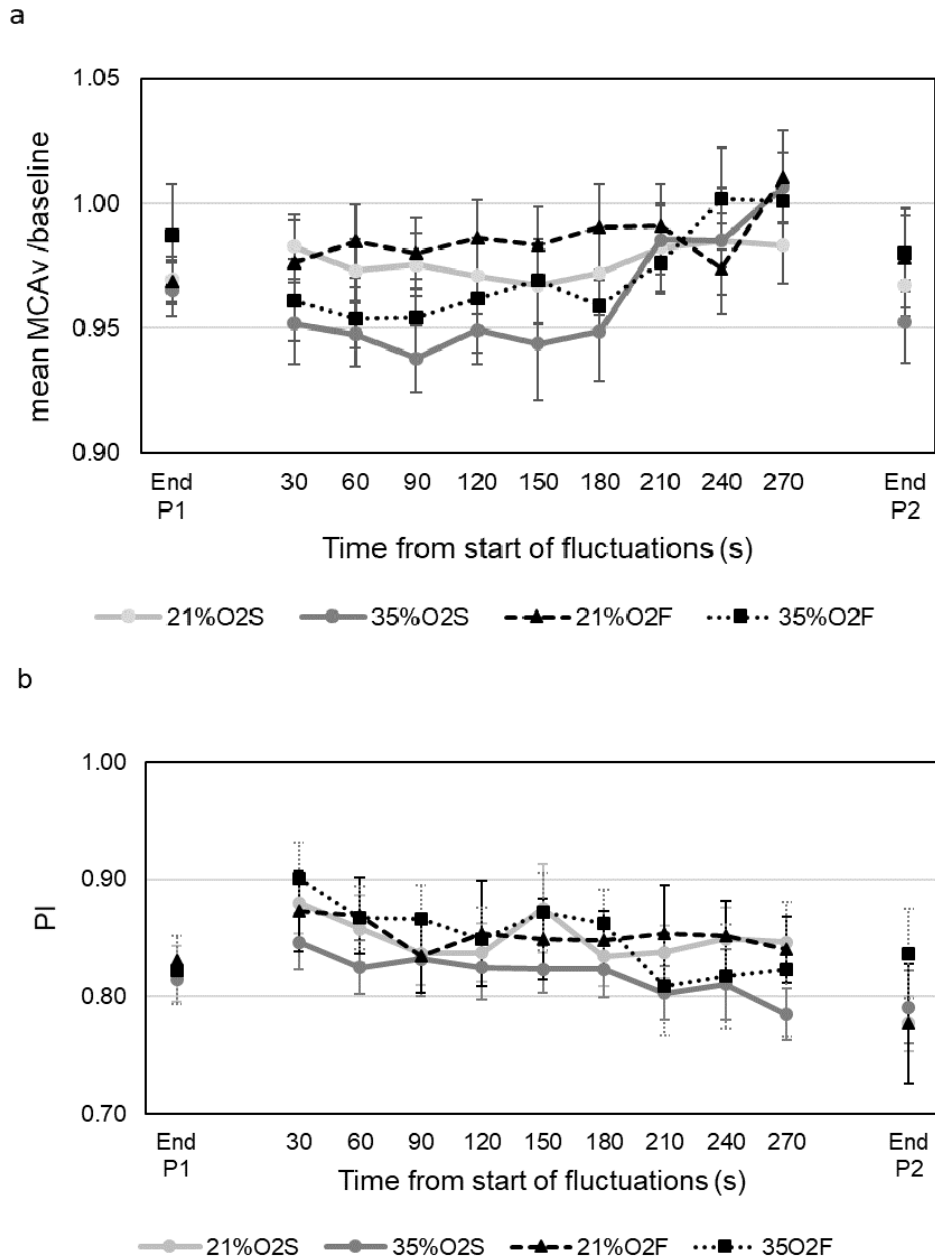 a
1.05
1.00
0.95
0.90
mean MCAv /baseline
End P1 30 60 90 120 150 180 210 240 270 End P2
Time from start of fluctuations (s)
21%O2S 35%O2S 21%O2F 35%O2F
b
1.00
0.90
0.80
0.70
PI
End P1 30 60 90 120 150 180 210 240 270 End P2
Time from start of fluctuations (s)
21%O2S 35%O2S 21%O2F 35O2F